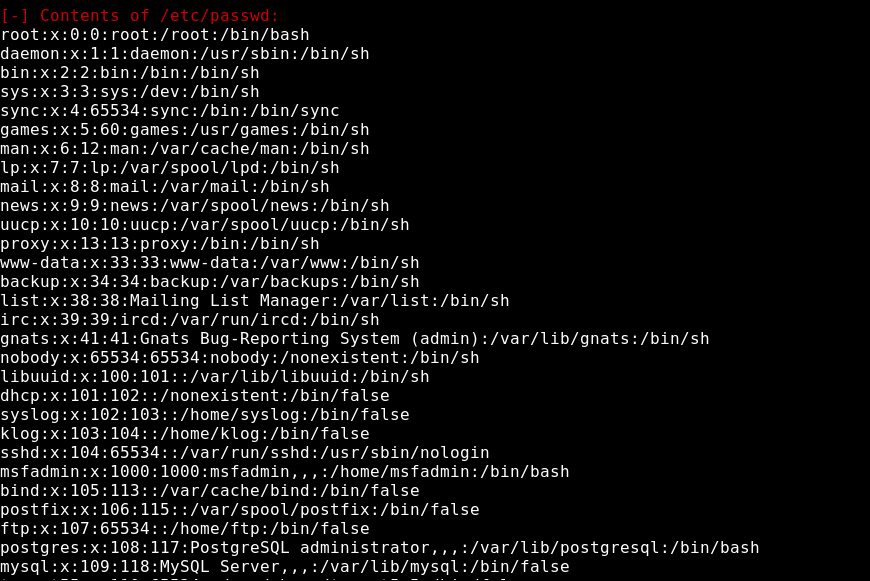 [-] Contents of /etc/passwd:
root:x:0:0:root:/root:/bin/bash
daemon:x:1:1:daemon:/usr/sbin:/bin/sh
bin:x:2:2:bin:/bin:/bin/sh
sys:x:3:3:sys:/dev:/bin/sh
sync:x:4:65534:sync:/bin:/bin/sync
games:x:5:60:games:/usr/games:/bin/sh
man:x:6:12:man:/var/cache/man:/bin/sh
lp:x:7:7:lp:/var/spool/lpd:/bin/sh
mail:x:8:8:mail:/var/mail:/bin/sh
news:x:9:9:news:/var/spool/news:/bin/sh
uucp:x:10:10:uucp:/var/spool/uucp:/bin/sh
proxy:x:13:13:proxy:/bin:/bin/sh
www-data:x:33:33:www-data:/var/www:/bin/sh
backup:x:34:34:backup:/var/backups:/bin/sh
list:x:38:38:Mailing List Manager:/var/list:/bin/sh
irc:x:39:39:ircd:/var/run/ircd:/bin/sh
gnats:x:41:41:Gnats Bug-Reporting System (admin):/var/lib/gnats:/bin/sh
nobody:x:65534:65534:nobody:/nonexistent:/bin/sh
libuuid:x:100:101::/var/lib/libuuid:/bin/sh
dhcp:x:101:102::/nonexistent:/bin/false
syslog:x:102:103::/home/syslog:/bin/false
klog:x:103:104::/home/klog:/bin/false
sshd:x:104:65534::/var/run/sshd:/usr/sbin/nologin
msfadmin:x:1000:1000:msfadmin,,,:/home/msfadmin:/bin/bash
bind:x:105:113::/var/cache/bind:/bin/false
postfix:x:106:115::/var/spool/postfix:/bin/false
ftp:x:107:65534::/home/ftp:/bin/false
postgres:x:108:117:PostgreSQL administrator,,,:/var/lib/postgresql:/bin/bash
mysql:x:109:118:MySQL Server,,,:/var/lib/mysql:/bin/false